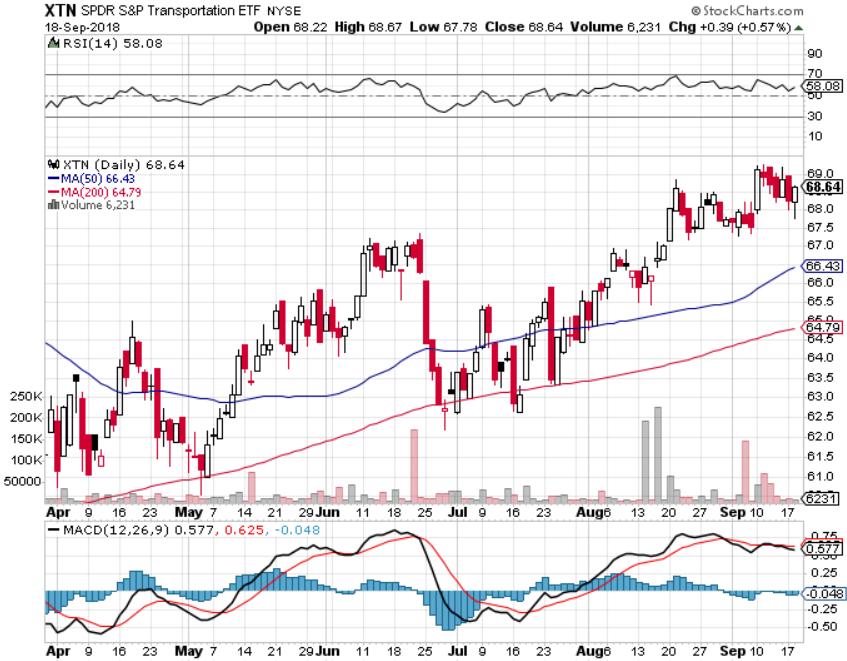 XTN SPDR S&P Transportation ETF NYSE © StockCharts.com
18-Sep-2018 Open 68.22 High 68.67 Low 67.78 Close 68.64 Volume 6,231 Chg +0.39 (+0.57%)
RSI(14) 58.08
90
70
58.08
50
30
10
XTN (Daily) 68.64
MA(50) 66.43
MA(200) 64.79
Volume 6,231
69.0
68.64
68.0
67.5
67.0
66.43
66.0
65.5
65.0
64.79
64.5
64.0
63.5
250K 63.0
200K 62.5
150K 62.0
100K 61.5
50000 61.0
6231
Apr 9 16 23 May 7 14 21 29 Jun 11 18 25 Jul 9 16 23 Aug 6 13 20 27 Sep 10 17
MACD(12,26,9) 0.577, 0.625, -0.048
0.75
0.577
0.50
0.25
-0.048
-0.25
-0.50
Apr 9 16 23 May 7 14 21 29 Jun 11 18 25 Jul 9 16 23 Aug 6 13 20 27 Sep 10 17